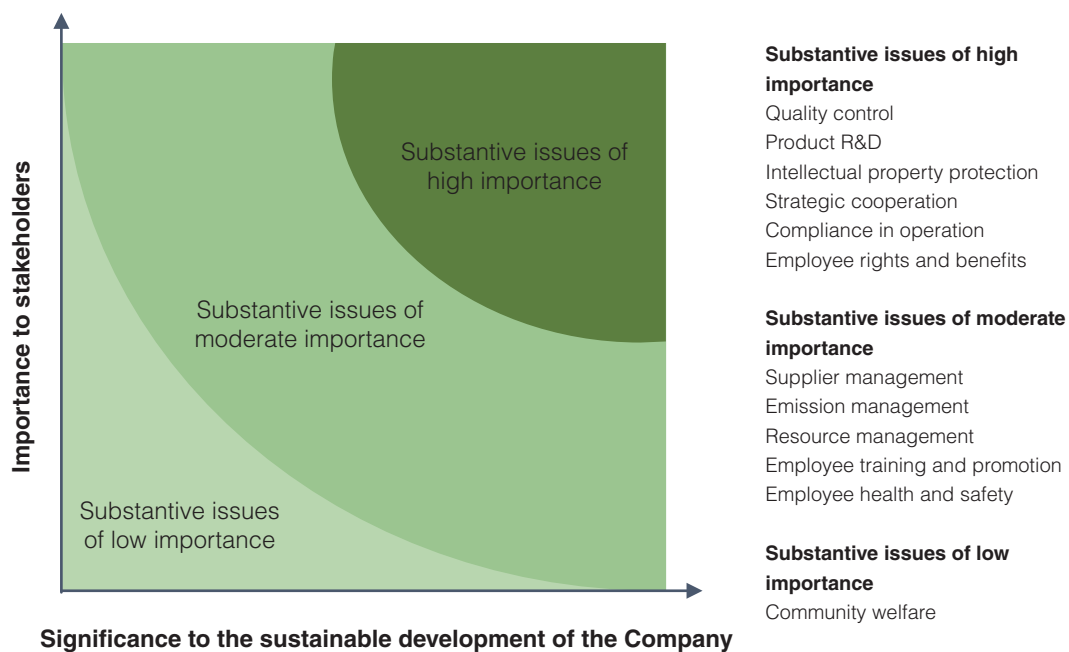 Importance to stakeholders
Substantive issues of
high importance
Substantive issues of
moderate importance
Substantive issues
of low importance
Significance to the sustainable development of the Company
Substantive issues of high
importance
Quality control
Product R&D
Intellectual property protection
Strategic cooperation
Compliance in operation
Employee rights and benefits
Substantive issues of moderate
importance
Supplier management
Emission management
Resource management
Employee training and promotion
Employee health and safety
Substantive issues of low
importance
Community welfare